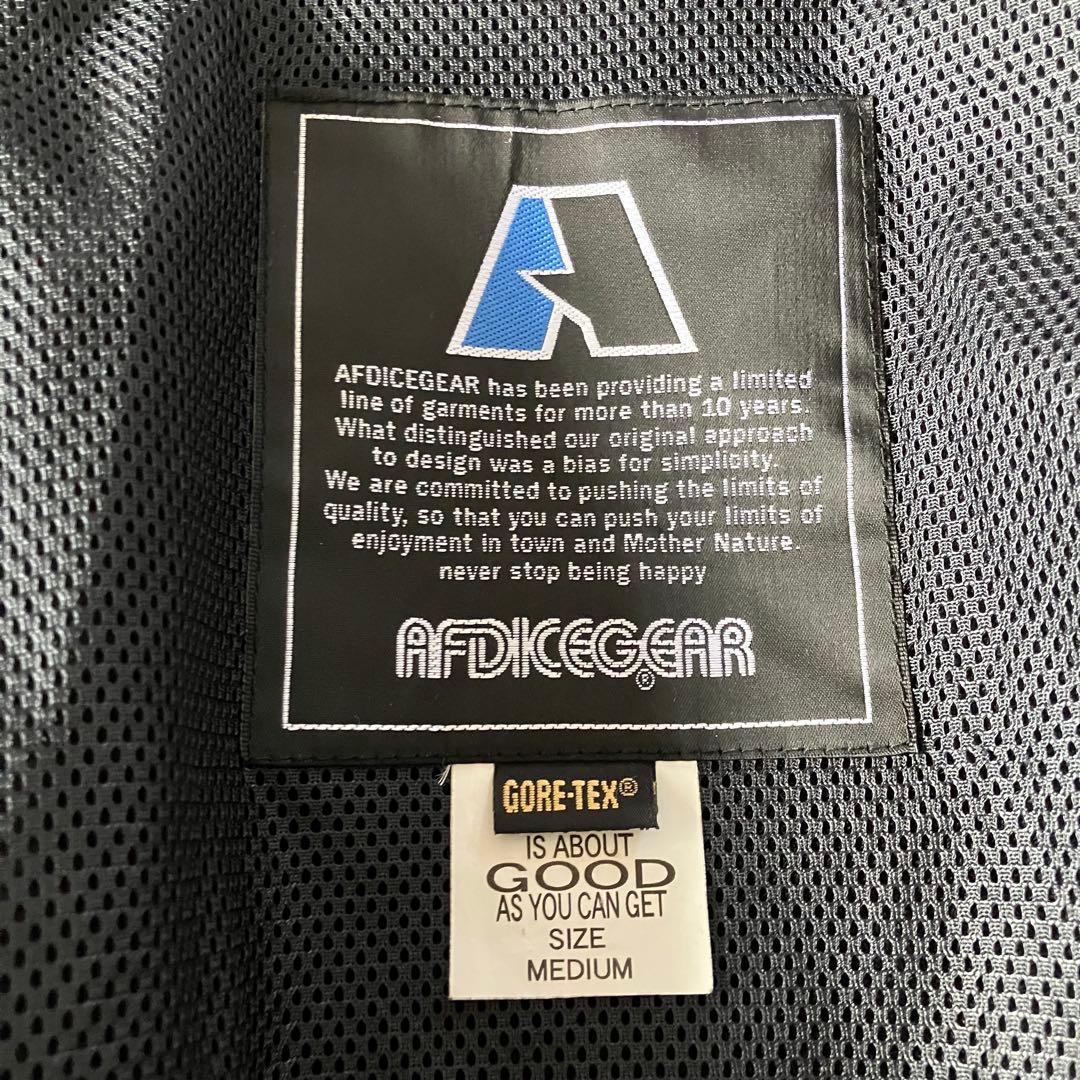 AFDICEGEAR has been providing a limited
line of garments for more than 10 years.
What distinguished our original approach
to design was a bias for simplicity.
We are committed to pushing the limits of
quality, so that you can push your limits of
enjoyment in town and Mother Nature.
never stop being happy
AFDICEGEAR®
GORE-TEX®
IS ABOUT
GOOD
AS YOU CAN GET
SIZE
MEDIUM